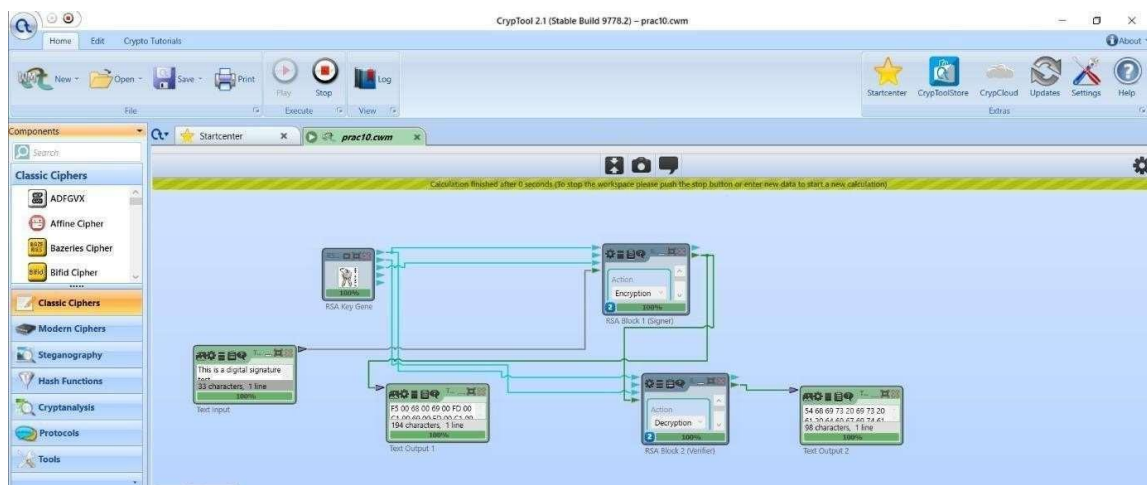 CrypTool 2.1 (Stable Build 9778.2) – prac10.cwm
Home Edit Crypto Tutorials
About
New Open Save Print Play Stop Log
Startcenter CrypToolStore CrypCloud Updates Settings Help
File Execute View Extras
Components
Startcenter prac10.cwm
Search
Classic Ciphers
Calculation finished after 0 seconds (To stop the workspace please push the stop button or enter new data to start a new calculation)
ADFGVX
Affine Cipher
Bazeries Cipher
Bifid Cipher
Classic Ciphers
Modern Ciphers
Steganography
Hash Functions
Cryptanalysis
Protocols
Tools
100%
RSA Key Gene
Action
Encryption
2 100%
RSA Block 1 (Signer)
This is a digital signature
33 characters, 1 line
100%
Text Input
F5 00 68 00 69 00 FD 00
194 characters, 1 line
100%
Text Output 1
Action
Decryption
2 100%
RSA Block 2 (Verifier)
54 68 69 73 20 69 73 20
98 characters, 1 line
100%
Text Output 2